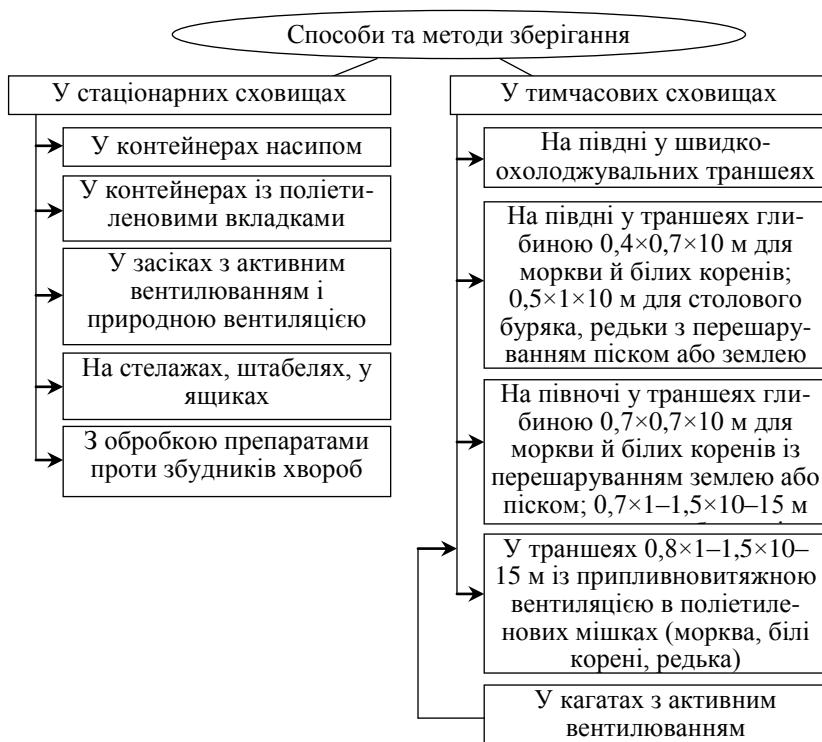 Способи та методи зберігання
У стаціонарних сховищах
У контейнерах насипом
У контейнерах із поліети-
леновими вкладками
У засіках з активним
вентилюванням і
природною вентиляцією
На стелажах, штабелях, у
ящиках
З обробкою препаратами
проти збудників хвороб
У тимчасових сховищах
На півдні у швидко-
охолоджувальних траншеях
На півдні у траншеях гли-
биною 0,4×0,7×10 м для
моркви й білих коренів;
0,5×1×10 м для столового
буряка, редьки з перешару-
ванням піском або землею
На півночі у траншеях гли-
биною 0,7×0,7×10 м для
моркви й білих коренів із
перешаруванням землею або
піском; 0,7×1–1,5×10–15 м
У траншеях 0,8×1–1,5×10–
15 м із припливновитяжною
вентиляцією в поліетиле-
нових мішках (морква, білі
корені, редька)
У кагатах з активним
вентилюванням